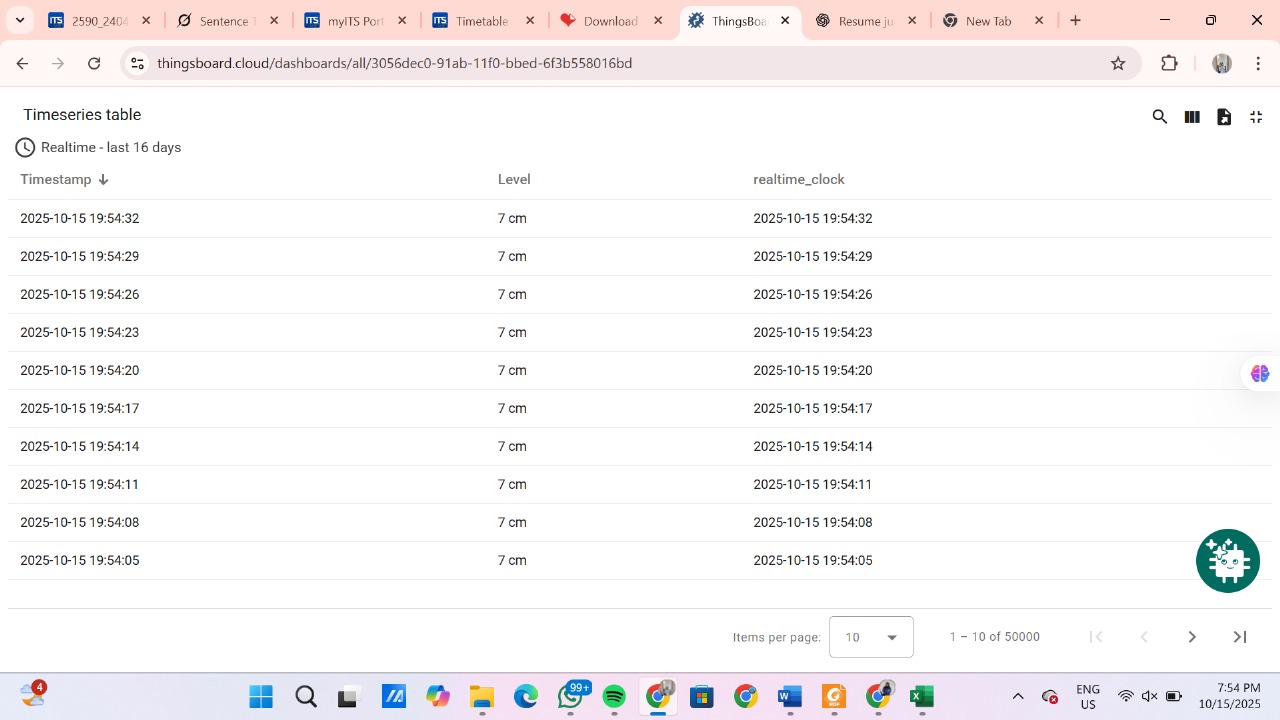 2590_240
Sentence T
myITS Port
Timetable
Download
ThingsBoa
Resume ju
New Tab
thingsboard.cloud/dashboards/all/3056dec0-91ab-11f0-bbbd-6f3b558016bd
Timeseries table
Realtime - last 16 days
Timestamp Level realtime_clock
2025-10-15 19:54:32 7 cm 2025-10-15 19:54:32
2025-10-15 19:54:29 7 cm 2025-10-15 19:54:29
2025-10-15 19:54:26 7 cm 2025-10-15 19:54:26
2025-10-15 19:54:23 7 cm 2025-10-15 19:54:23
2025-10-15 19:54:20 7 cm 2025-10-15 19:54:20
2025-10-15 19:54:17 7 cm 2025-10-15 19:54:17
2025-10-15 19:54:14 7 cm 2025-10-15 19:54:14
2025-10-15 19:54:11 7 cm 2025-10-15 19:54:11
2025-10-15 19:54:08 7 cm 2025-10-15 19:54:08
2025-10-15 19:54:05 7 cm 2025-10-15 19:54:05
Items per page: 10 1 – 10 of 50000
4
99+
ENG
US
7:54 PM
10/15/2025